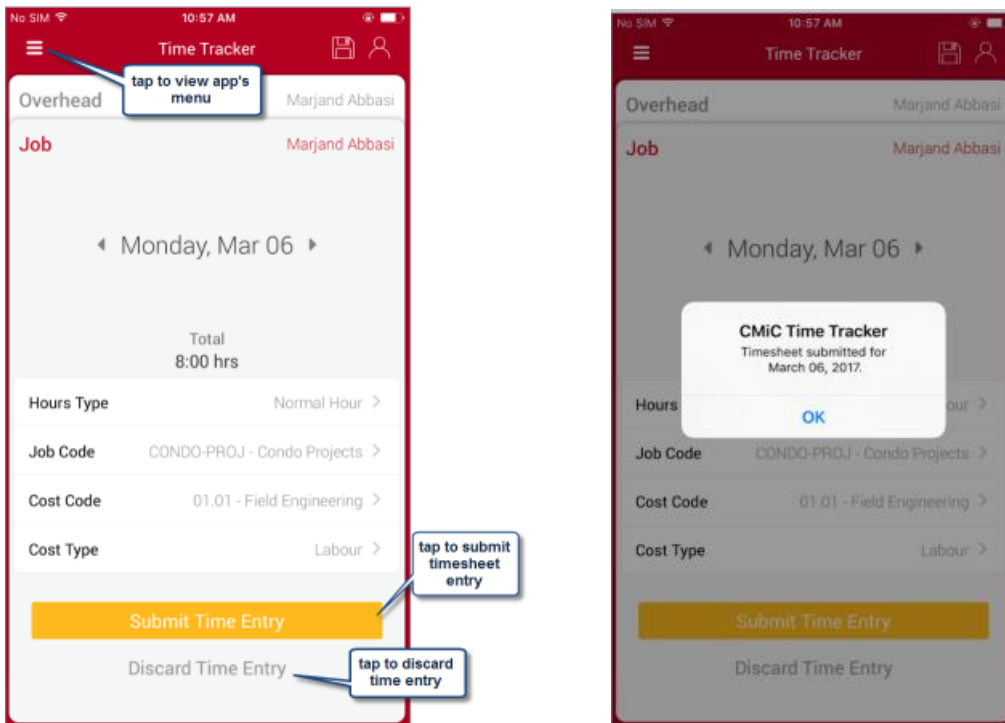 No SIM 10:57 AM
Time Tracker
tap to view app's
menu
Overhead Marjand Abbasi
Job Marjand Abbasi
Monday, Mar 06
Total
8:00 hrs
Hours Type Normal Hour
Job Code CONDO-PROJ - Condo Projects
Cost Code 01.01 - Field Engineering
Cost Type Labour
tap to submit
timesheet
entry
Submit Time Entry
Discard Time Entry
tap to discard
time entry
No SIM 10:57 AM
Time Tracker
Overhead Marjand Abbasi
Job Marjand Abbasi
Monday, Mar 06
CMiC Time Tracker
Timesheet submitted for
March 06, 2017.
OK
Hours our
Job Code CONDO-PROJ - Condo Projects
Cost Code 01.01 - Field Engineering
Cost Type Labour
Submit Time Entry
Discard Time Entry